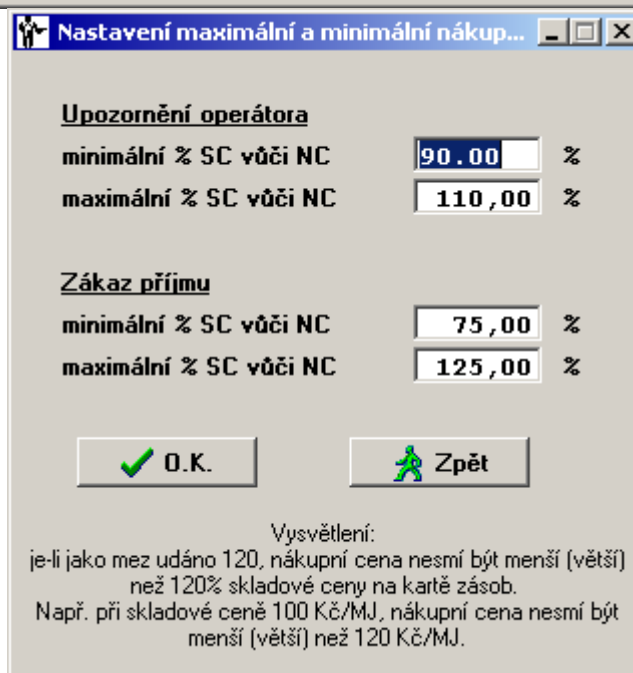 Nastavení maximální a minimální nákup...
Upozornění operátora
minimální % SC vůči NC 90.00 %
maximální % SC vůči NC 110,00 %
Zákaz příjmu
minimální % SC vůči NC 75,00 %
maximální % SC vůči NC 125,00 %
O.K. Zpět
Vysvětlení:
je-li jako mez udáno 120, nákupní cena nesmí být menší (větší)
než 120% skladové ceny na kartě zásob.
Např. při skladové ceně 100 Kč/MJ, nákupní cena nesmí být
menší (větší) než 120 Kč/MJ.